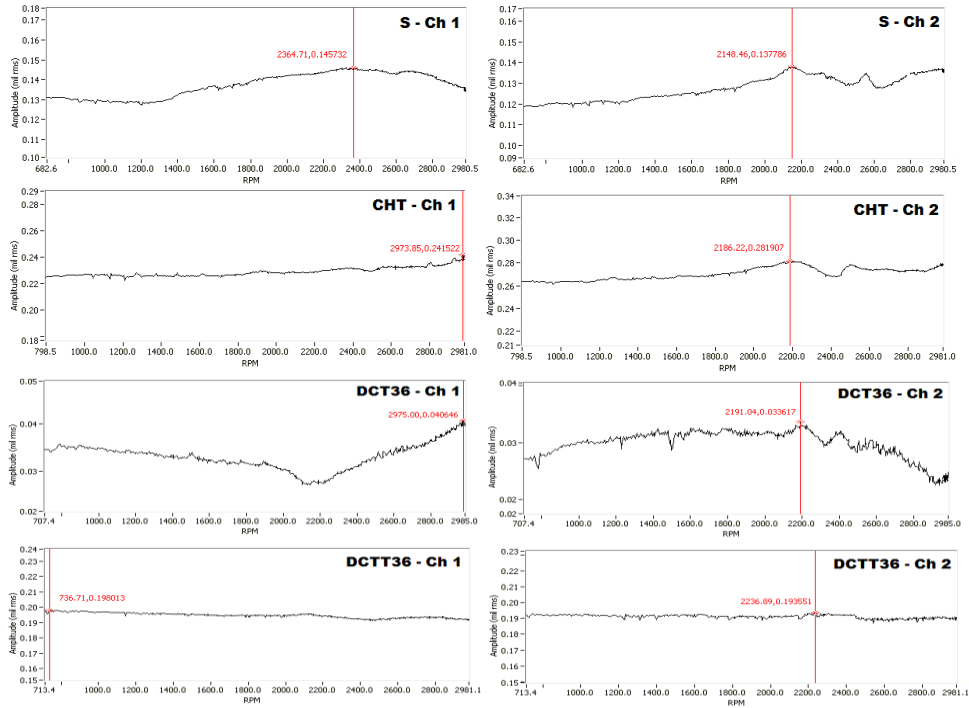 S - Ch 1
0.18
0.17
0.16
0.15
0.14
0.13
0.12
0.11
0.10
Amplitude (mil rms)
2364.71,0.145732
682.6 1000.0 1200.0 1400.0 1600.0 1800.0 2000.0 2200.0 2400.0 2600.0 2800.0 2980.5
RPM
S - Ch 2
0.17
0.16
0.15
0.14
0.13
0.12
0.11
0.10
0.09
Amplitude (mil rms)
2148.46,0.137786
682.6 1000.0 1200.0 1400.0 1600.0 1800.0 2000.0 2200.0 2400.0 2600.0 2800.0 2980.5
RPM
CHT - Ch 1
0.29
0.28
0.26
0.24
0.22
0.20
0.18
Amplitude (mil rms)
2973.85,0.241522
798.5 1000.0 1200.0 1400.0 1600.0 1800.0 2000.0 2200.0 2400.0 2600.0 2981.0
RPM
CHT - Ch 2
0.34
0.32
0.30
0.28
0.26
0.24
0.22
0.21
Amplitude (mil rms)
2186.22,0.281907
798.5 1000.0 1200.0 1400.0 1600.0 1800.0 2000.0 2200.0 2400.0 2600.0 2800.0 2981.0
RPM
DCT36 - Ch 1
0.05
0.04
0.03
0.02
Amplitude (mil rms)
2975.00,0.040646
707.4 1000.0 1200.0 1400.0 1600.0 1800.0 2000.0 2200.0 2400.0 2600.0 2800.0 2985.0
RPM
DCT36 - Ch 2
0.04
0.03
0.02
0.02
Amplitude (mil rms)
2191.04,0.033617
707.4 1000.0 1200.0 1400.0 1600.0 1800.0 2000.0 2200.0 2400.0 2600.0 2985.0
RPM
DCTT36 - Ch 1
0.24
0.23
0.22
0.21
0.20
0.19
0.18
0.17
0.16
0.15
Amplitude (mil rms)
736.71,0.198013
713.4 1000.0 1200.0 1400.0 1600.0 1800.0 2000.0 2200.0 2400.0 2600.0 2981.1
RPM
DCTT36 - Ch 2
0.23
0.22
0.21
0.20
0.19
0.18
0.17
0.16
0.15
Amplitude (mil rms)
2236.89,0.193551
713.4 1000.0 1200.0 1400.0 1600.0 1800.0 2000.0 2200.0 2400.0 2600.0 2981.1
RPM